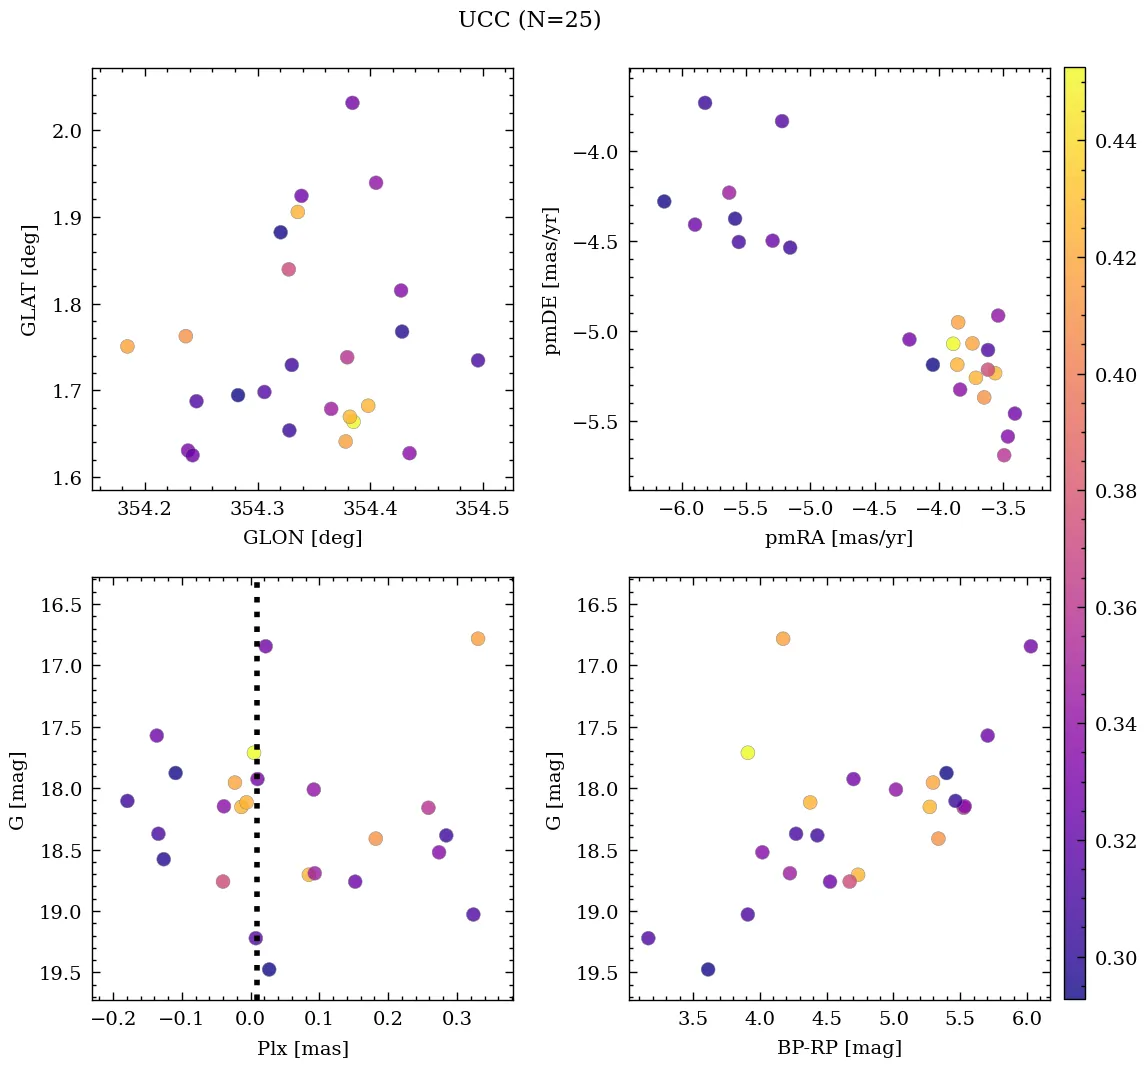 UCC (N=25)
2.0
1.9
1.8
1.7
1.6
GLAT [deg]
354.2 354.3 354.4 354.5
GLON [deg]
−4.0
−4.5
−5.0
−5.5
pmDE [mas/yr]
−6.0 −5.5 −5.0 −4.5 −4.0 −3.5
pmRA [mas/yr]
0.44
0.42
0.40
0.38
0.36
0.34
0.32
0.30
16.5
17.0
17.5
18.0
18.5
19.0
19.5
G [mag]
−0.2 −0.1 0.0 0.1 0.2 0.3
Plx [mas]
16.5
17.0
17.5
18.0
18.5
19.0
19.5
G [mag]
3.5 4.0 4.5 5.0 5.5 6.0
BP-RP [mag]